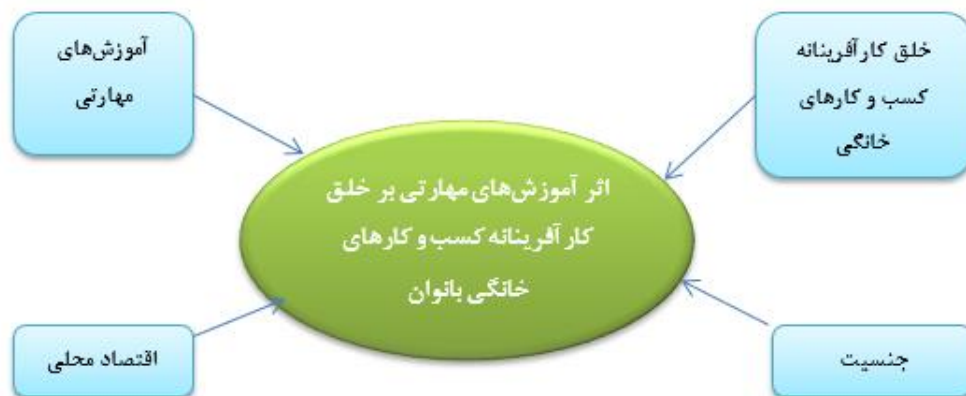 خلق کارآفرینانه
کسب و کارهای
خانگی
آموزش‌های
مهارتی
اثر آموزش‌های مهارتی بر خلق
کارآفرینانه کسب و کارهای
خانگی بانوان
جنسیت
اقتصاد محلی